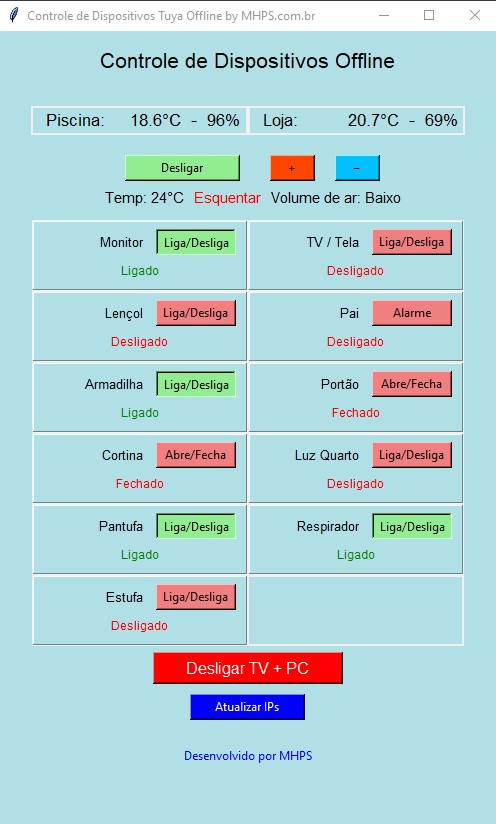 Controle de Dispositivos Tuya Offline by MHPS.com.br
Controle de Dispositivos Offline
Piscina: 18.6°C - 96% Loja: 20.7°C - 69%
Desligar + -
Temp: 24°C Esquentar Volume de ar: Baixo
Monitor Liga/Desliga TV / Tela Liga/Desliga
Ligado Desligado
Lençol Liga/Desliga Pai Alarme
Desligado Desligado
Armadilha Liga/Desliga Portão Abre/Fecha
Ligado Fechado
Cortina Abre/Fecha Luz Quarto Liga/Desliga
Fechado Desligado
Pantufa Liga/Desliga Respirador Liga/Desliga
Ligado Ligado
Estufa Liga/Desliga
Desligado
Desligar TV + PC
Atualizar IPs
Desenvolvido por MHPS